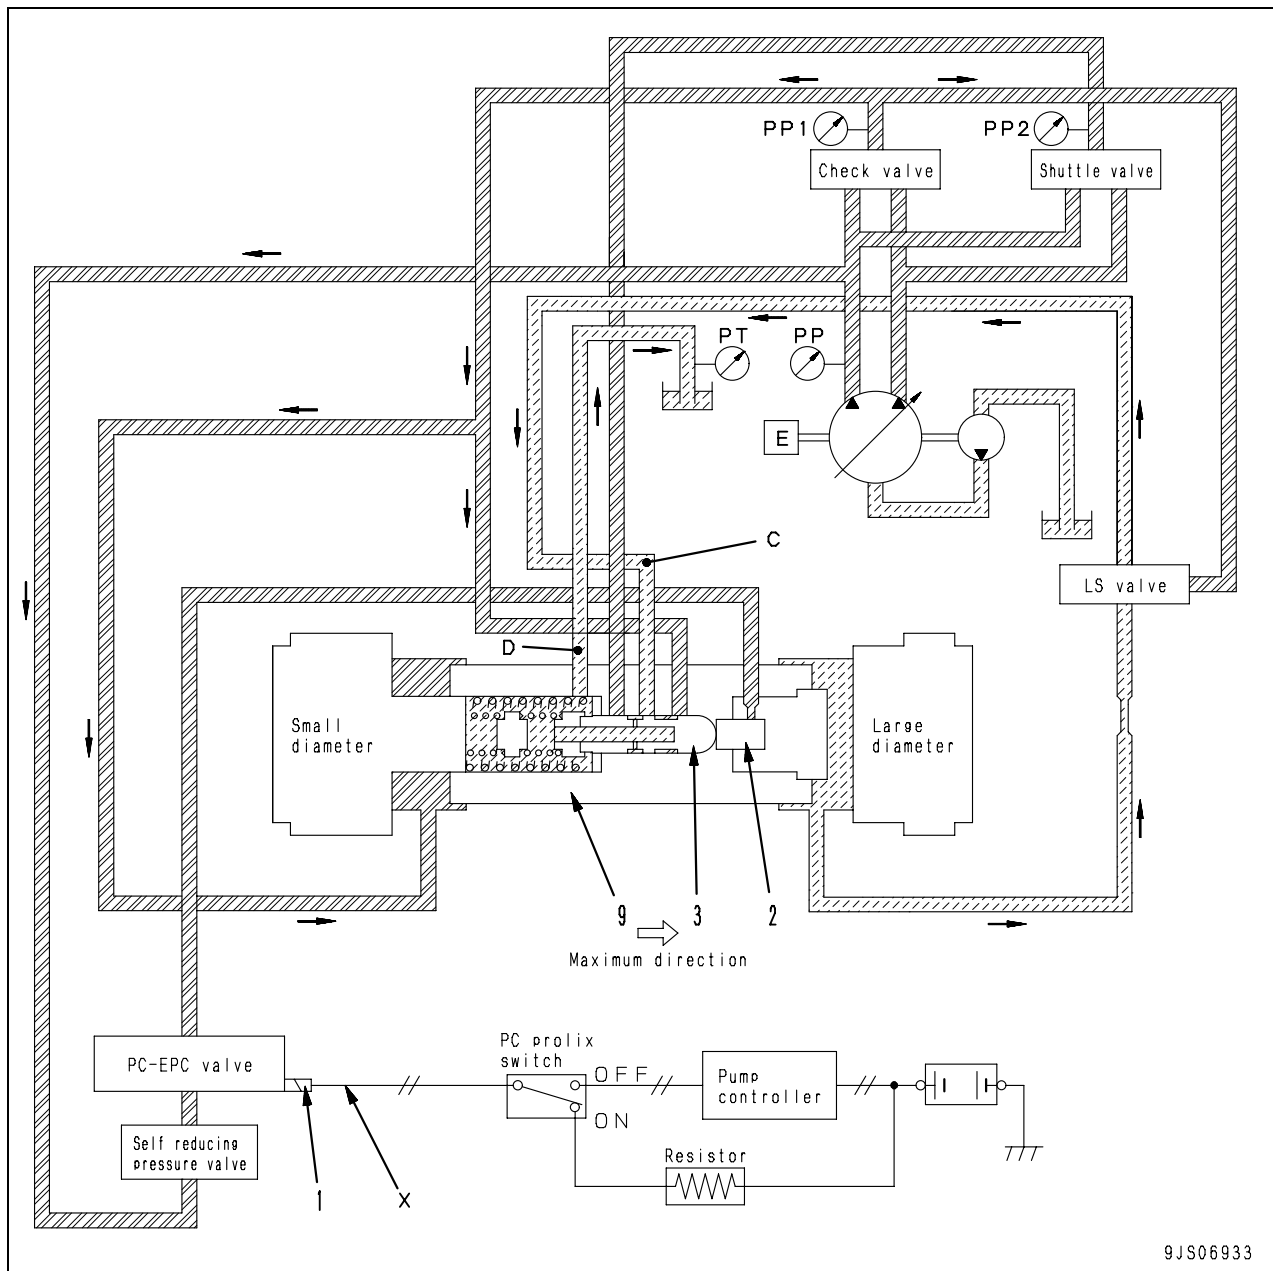 PP1
PP2
Check valve
Shuttle valve
PT
PP
E
C
LS valve
D
Small
diameter
Large
diameter
9
3
2
Maximum direction
PC-EPC valve
PC prolix
switch
OFF
ON
Pump
controller
Self reducing
pressure valve
Resistor
1
X
9JS06933